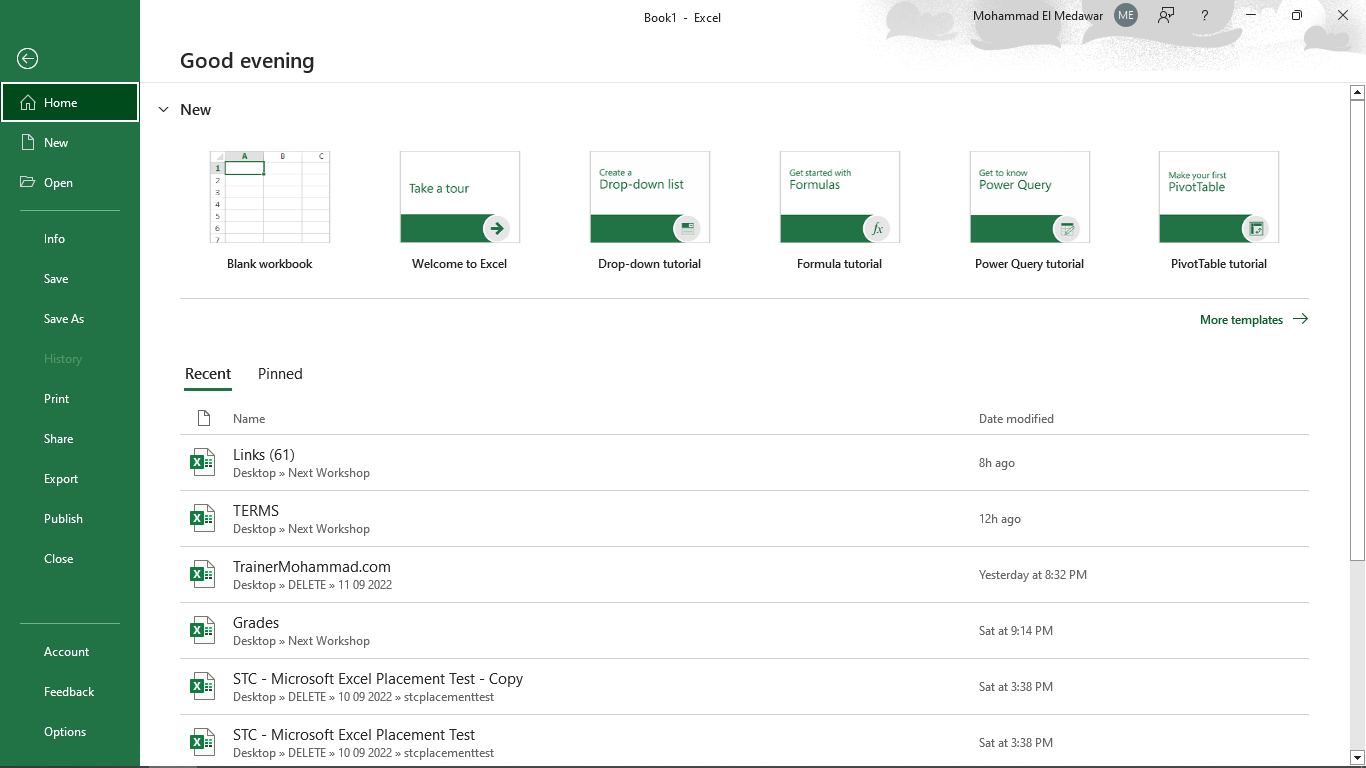 Book1 - Excel
Mohammad El Medawar
ME
?
Good evening
Home
New
Open
Info
Save
Save As
History
Print
Share
Export
Publish
Close
Account
Feedback
Options
New
A B C
1
2
3
4
5
6
7
Blank workbook
Take a tour
Welcome to Excel
Create a
Drop-down list
Drop-down tutorial
Get started with
Formulas
fx
Formula tutorial
Get to know
Power Query
Power Query tutorial
Make your first
PivotTable
PivotTable tutorial
More templates
Recent Pinned
Name Date modified
Links (61)
Desktop » Next Workshop
8h ago
TERMS
Desktop » Next Workshop
12h ago
TrainerMohammad.com
Desktop » DELETE » 11 09 2022
Yesterday at 8:32 PM
Grades
Desktop » Next Workshop
Sat at 9:14 PM
STC - Microsoft Excel Placement Test - Copy
Desktop » DELETE » 10 09 2022 » stcplacementtest
Sat at 3:38 PM
STC - Microsoft Excel Placement Test
Desktop » DELETE » 10 09 2022 » stcplacementtest
Sat at 3:38 PM